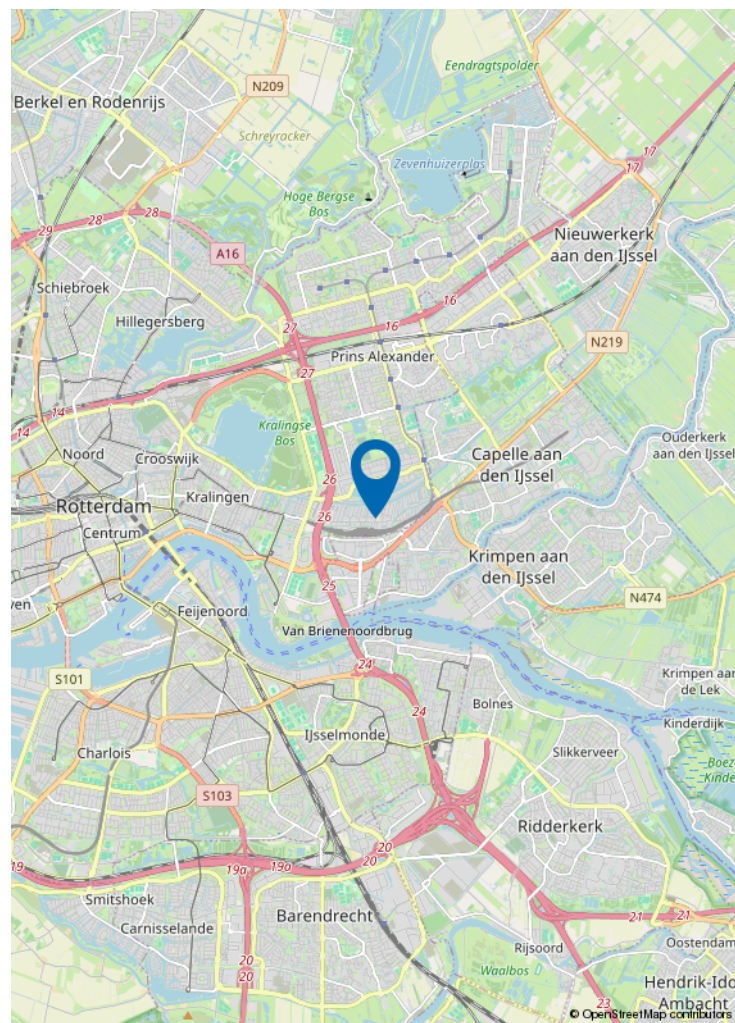 Eendragtspolder
N209
Berkel en Rodenrijs
Schreyracker
17
Zevenhuizerplas
17
Hoge Bergse
Bos
28
28
29
Nieuwerkerk
aan den IJssel
A16
Schiebroek
16
Hillegersberg
27
16
N219
Prins Alexander
27
14
14
Kralingse
Bos
Ouderkerk
aan den IJssel
Noord
Crooswijk
Capelle aan
den IJssel
26
Kralingen
Rotterdam
26
Centrum
Krimpen aan
den IJssel
25
N474
ven
Feijenoord
Van Brienenoordbrug
24
S101
Krimpen aan
de Lek
Bolnes
24
Kinderdijk
IJsselmonde
Charlois
Slikkerveer
Boeze
Kinde
S103
Ridderkerk
20
19
19a
19a
20
Smitshoek
Barendrecht
21
21
Carnisselande
Oostendam
Rijsoord
20
20
Waalbos
Hendrik-Ido-
Ambacht
23
© OpenStreetMap contributors